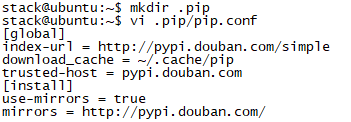 stack@ubuntu:~$ mkdir .pip
stack@ubuntu:~$ vi .pip/pip.conf
[global]
index-url = http://pypi.douban.com/simple
download_cache = ~/.cache/pip
trusted-host = pypi.douban.com
[install]
use-mirrors = true
mirrors = http://pypi.douban.com/